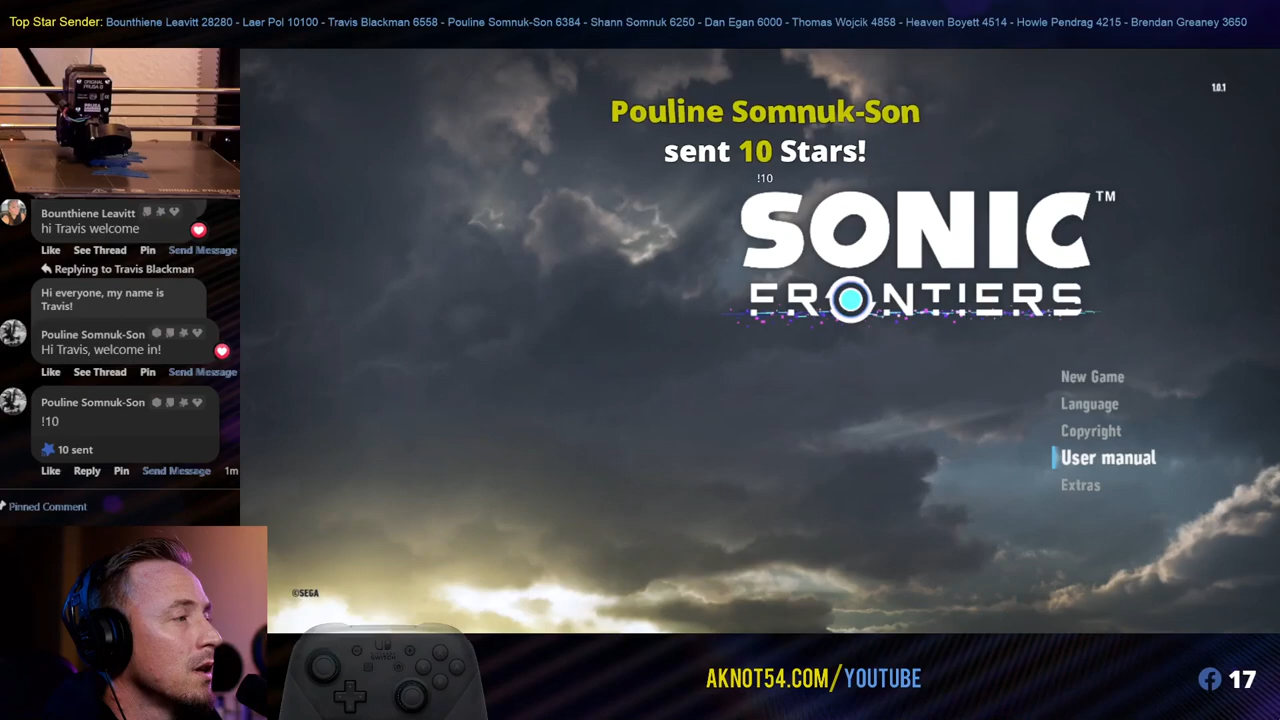 Top Star Sender: Bounthiene Leavitt 28280 - Laer Pol 10100 - Travis Blackman 6558 - Pouline Somnuk-Son 6384 - Shann Somnuk 6250 - Dan Egan 6000 - Thomas Wojcik 4858 - Heaven Boyett 4514 - Howle Pendrag 4215 - Brendan Greaney 3650
ORIGINAL
PRUSA
1.0.1
Pouline Somnuk-Son
sent 10 Stars!
!10
SONIC™
FRONTIERS
Bounthiene Leavitt
hi Travis welcome
Like See Thread Pin Send Message
Replying to Travis Blackman
Hi everyone, my name is
Travis!
Pouline Somnuk-Son
Hi Travis, welcome in!
Like See Thread Pin Send Message
Pouline Somnuk-Son
!10
10 sent
Like Reply Pin Send Message 1m
Pinned Comment
New Game
Language
Copyright
User manual
Extras
©SEGA
SWITCH
AKNOT54.COM/YOUTUBE
17